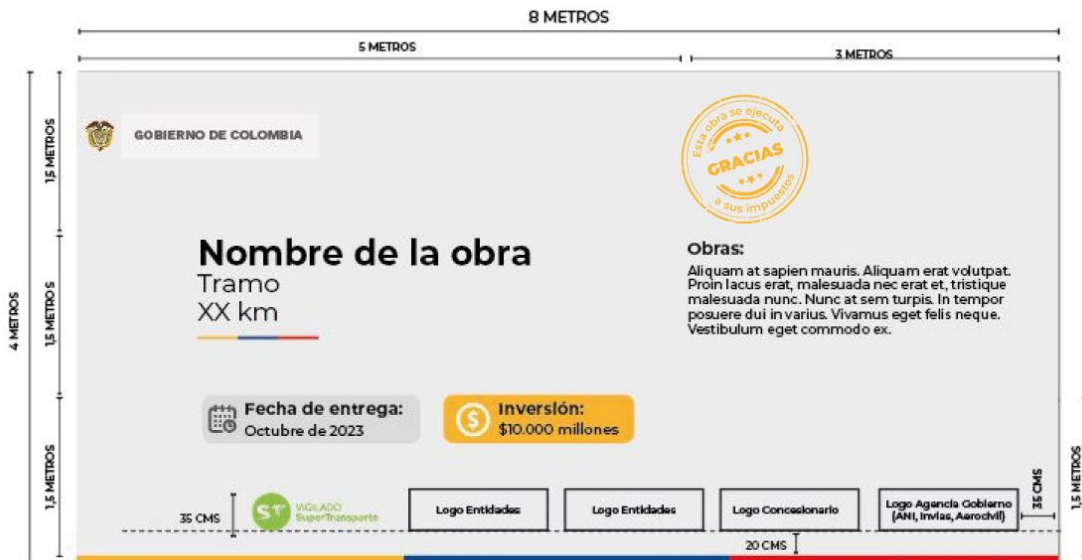 8 METROS
5 METROS
3 METROS
4 METROS
1,5 METROS
1,5 METROS
1,5 METROS
GOBIERNO DE COLOMBIA
Esta obra se ejecuta
GRACIAS
a sus impuestos
Nombre de la obra
Tramo
XX km
Obras:
Aliquam at sapien mauris. Aliquam erat volutpat.
Proin lacus erat, malesuada nec erat et, tristique
malesuada nunc. Nunc at sem turpis. In tempor
posuere dui in varius. Vivamus eget felis neque.
Vestibulum eget commodo ex.
Fecha de entrega:
Octubre de 2023
Inversión:
$10.000 millones
35 CMS
ST
VIGILADO
SuperTransporte
Logo Entidades
Logo Entidades
Logo Concesionario
Logo Agencia Gobierno
(ANI, Invias, Aerocivil)
35 CMS
1,5 METROS
20 CMS